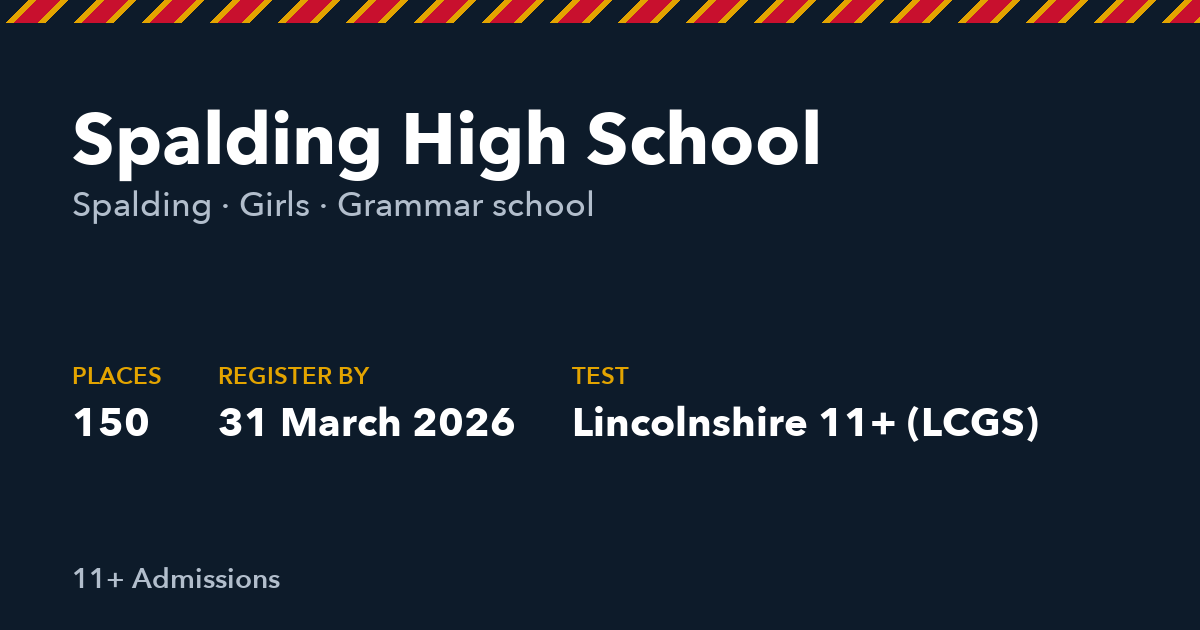 Spalding High School
Spalding · Girls · Grammar school
PLACES
150
REGISTER BY
31 March 2026
TEST
Lincolnshire 11+ (LCGS)
11+ Admissions